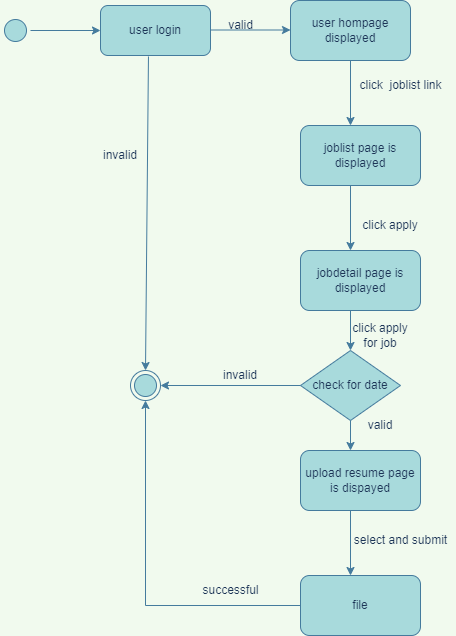 user login
valid
user hompage
displayed
click joblist link
invalid
joblist page is
displayed
click apply
jobdetail page is
displayed
click apply
for job
invalid
check for date
valid
upload resume page
is dispayed
select and submit
successful
file